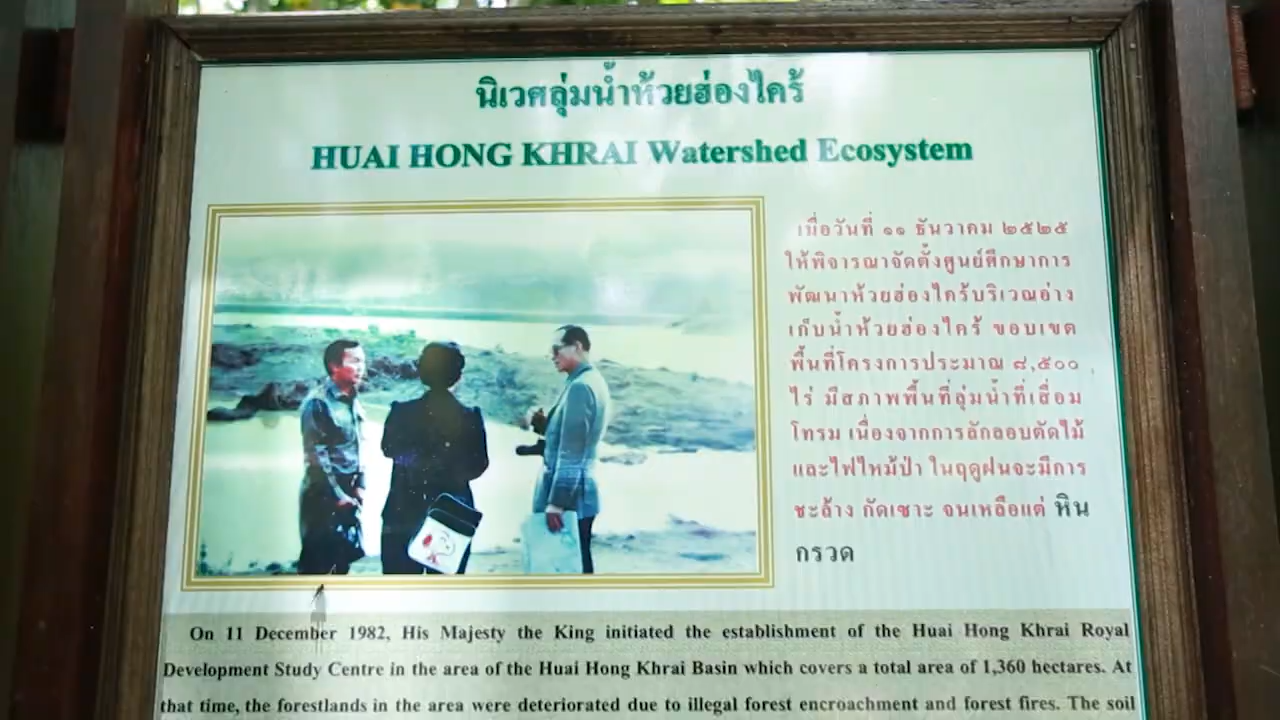 นิเวศลุ่มน้ำห้วยฮ่องไคร้
HUAI HONG KHRAI Watershed Ecosystem
เมื่อวันที่ ๑๑ ธันวาคม ๒๕๒๕
ให้พิจารณาจัดตั้งศูนย์ศึกษาการ
พัฒนาห้วยฮ่องไคร้บริเวณอ่าง
เก็บน้ำห้วยฮ่องไคร้ ขอบเขต
พื้นที่โครงการประมาณ ๘,๕๐๐
ไร่ มีสภาพพื้นที่ลุ่มน้ำที่เสื่อม
โทรม เนื่องจากการลักลอบตัดไม้
และไฟไหม้ป่า ในฤดูฝนจะมีการ
ชะล้าง กัดเซาะ จนเหลือแต่ หิน
กรวด
On 11 December 1982, His Majesty the King initiated the establishment of the Huai Hong Khrai Royal
Development Study Centre in the area of the Huai Hong Khrai Basin which covers a total area of 1,360 hectares. At
that time, the forestlands in the area were deteriorated due to illegal forest encroachment and forest fires. The soil